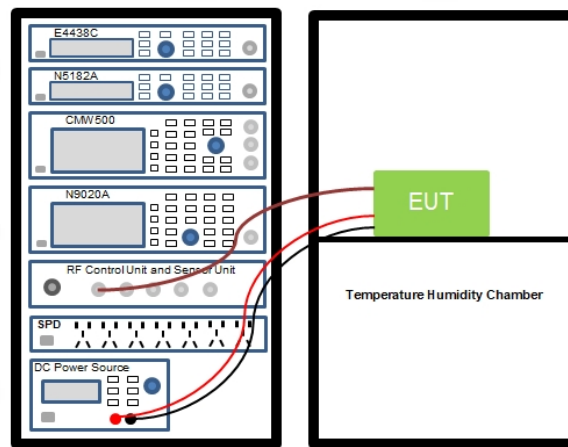 E4438C
N5182A
CMW500
N9020A
EUT
RF Control Unit and Sensor Unit
Temperature Humidity Chamber
SPD
DC Power Source